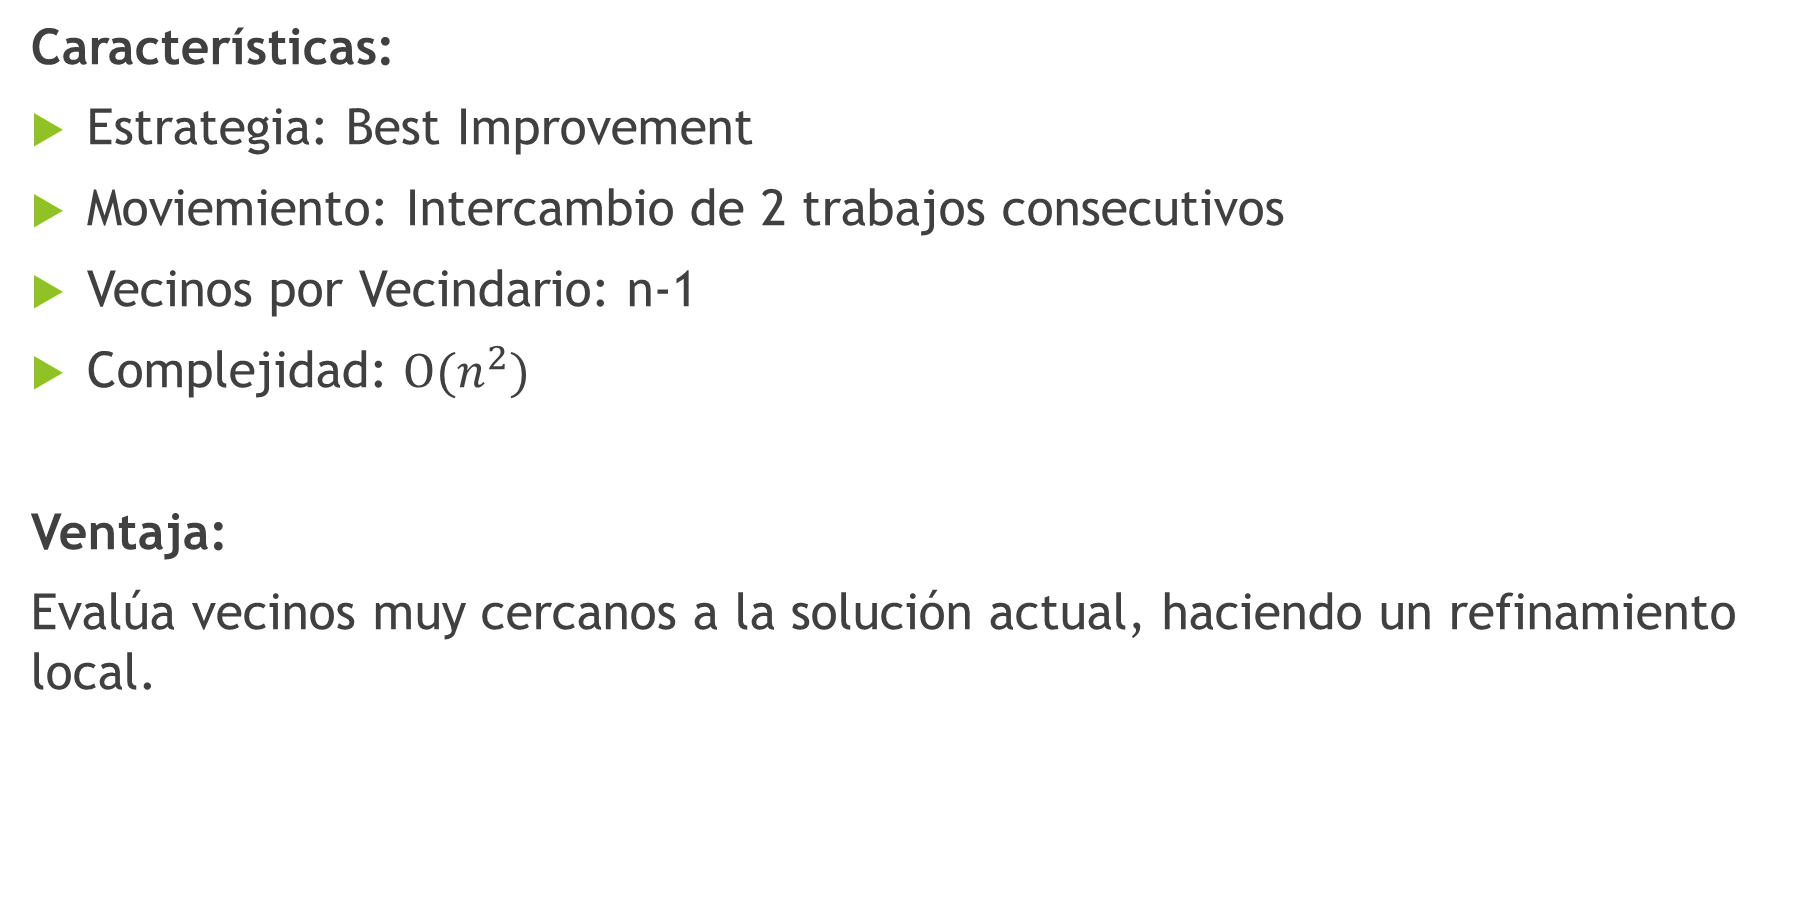 Características:
Estrategia: Best Improvement
Moviemiento: Intercambio de 2 trabajos consecutivos
Vecinos por Vecindario: n-1
Complejidad: O(n²)
Ventaja:
Evalúa vecinos muy cercanos a la solución actual, haciendo un refinamiento
local.